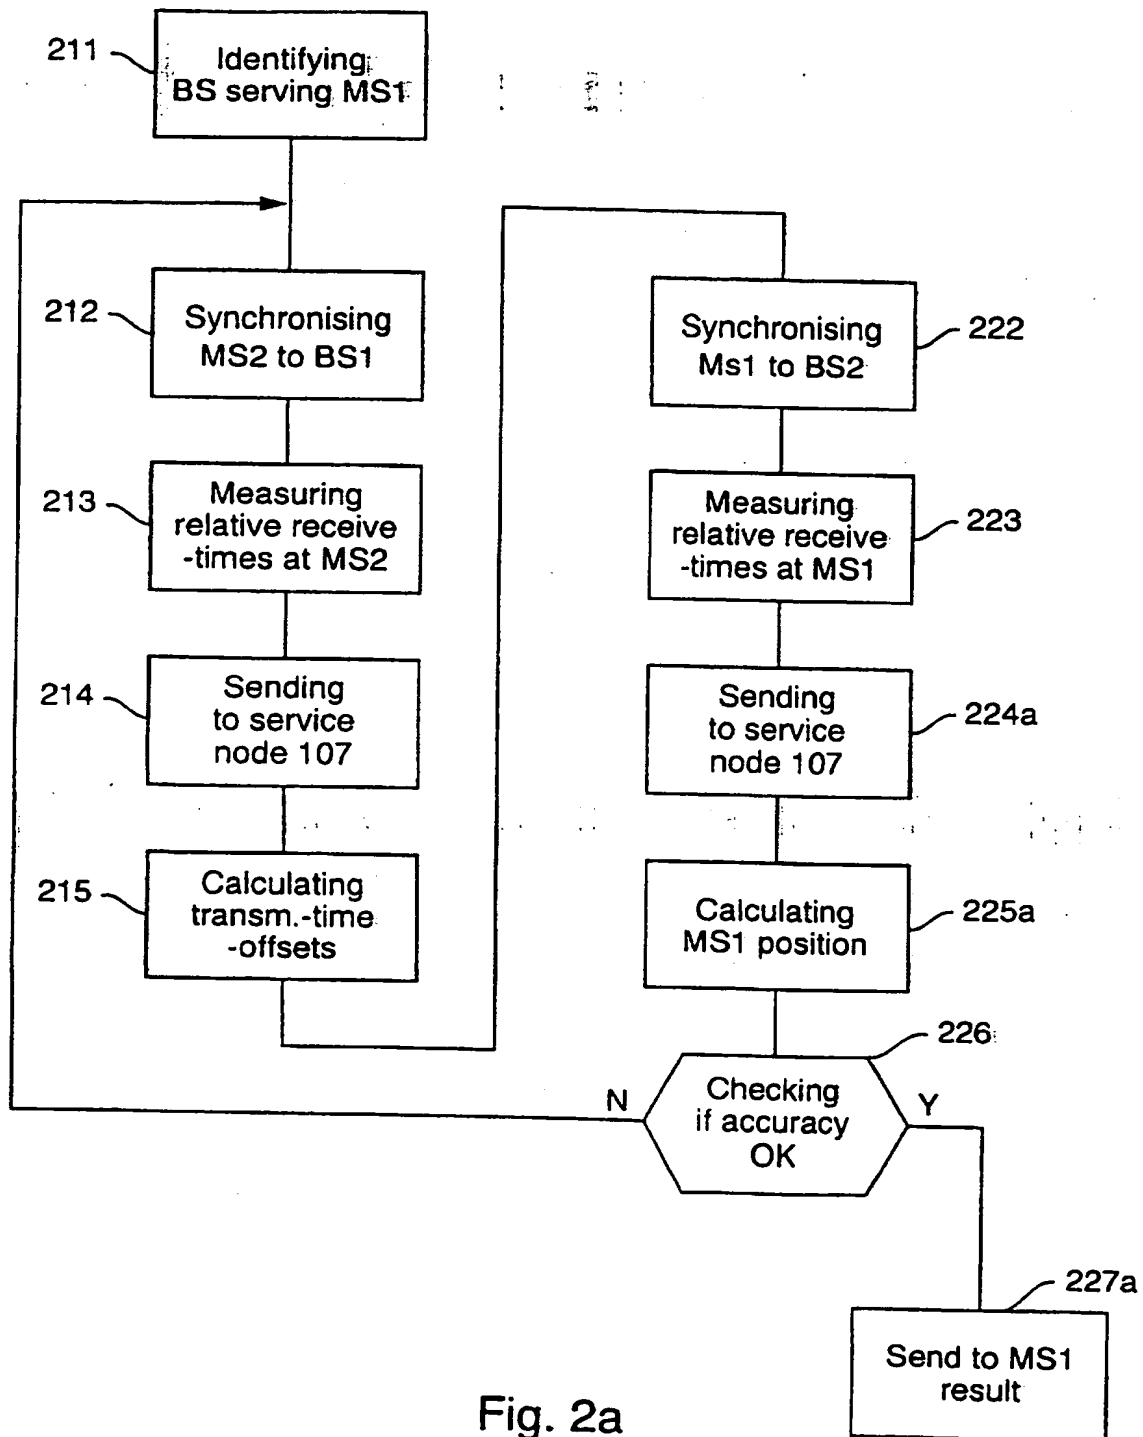 211
Identifying
BS serving MS1
212
Synchronising
MS2 to BS1
213
Measuring
relative receive
-times at MS2
214
Sending
to service
node 107
215
Calculating
transm.-time
-offsets
Synchronising
Ms1 to BS2
222
Measuring
relative receive
-times at MS1
223
Sending
to service
node 107
224a
Calculating
MS1 position
225a
226
N
Checking
if accuracy
OK
Y
227a
Send to MS1
result
Fig. 2a